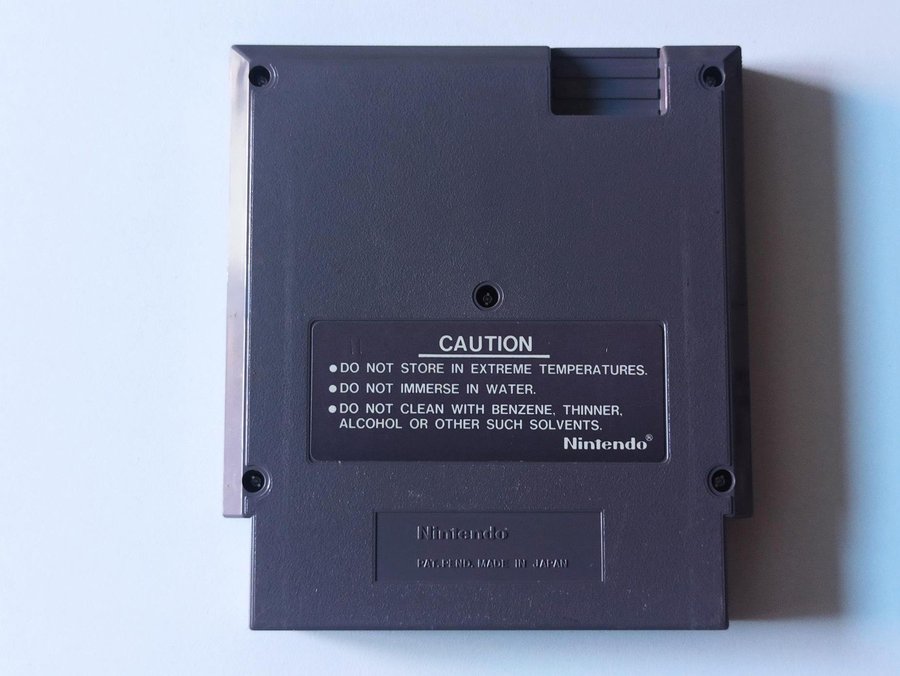 CAUTION
● DO NOT STORE IN EXTREME TEMPERATURES.
● DO NOT IMMERSE IN WATER.
● DO NOT CLEAN WITH BENZENE, THINNER,
ALCOHOL OR OTHER SUCH SOLVENTS.
Nintendo®
Nintendo
PAT. PEND. MADE IN JAPAN